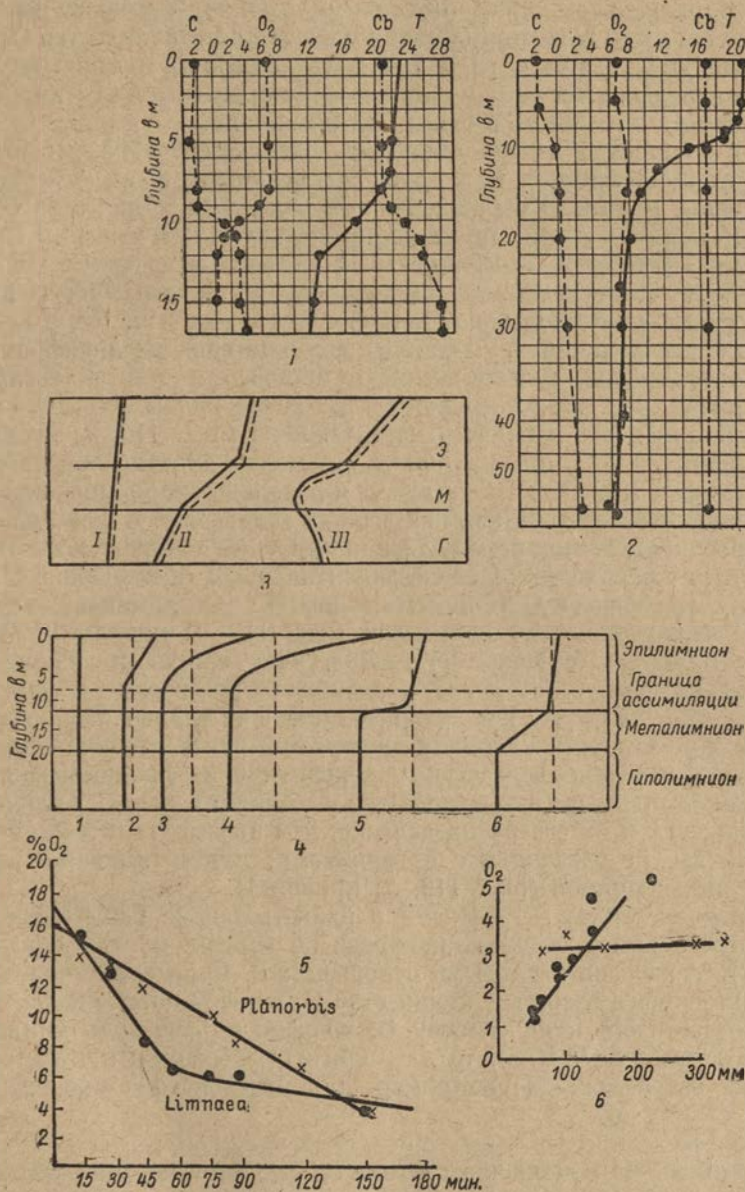 C O₂ Cb T
2 0 2 4 6 8 12 16 20 24 28
Глубина в м
0
5
10
15
1
C O₂ Cb T
2 0 2 4 6 8 12 16 20
Глубина в м
0
10
20
30
40
50
2
I II III
Э
М
Г
3
Глубина в м
0
5
10
15
20
Эпилимнион
Граница
ассимиляции
Металимнион
Гиполимнион
1 2 3 4 5 6
4
%O₂
20
18
16
14
12
10
8
6
4
2
5
Planorbis
Limnaea
15 30 45 60 75 90 120 150 180 мин.
O₂
5
4
3
2
1
0
100 200 300 мм
6